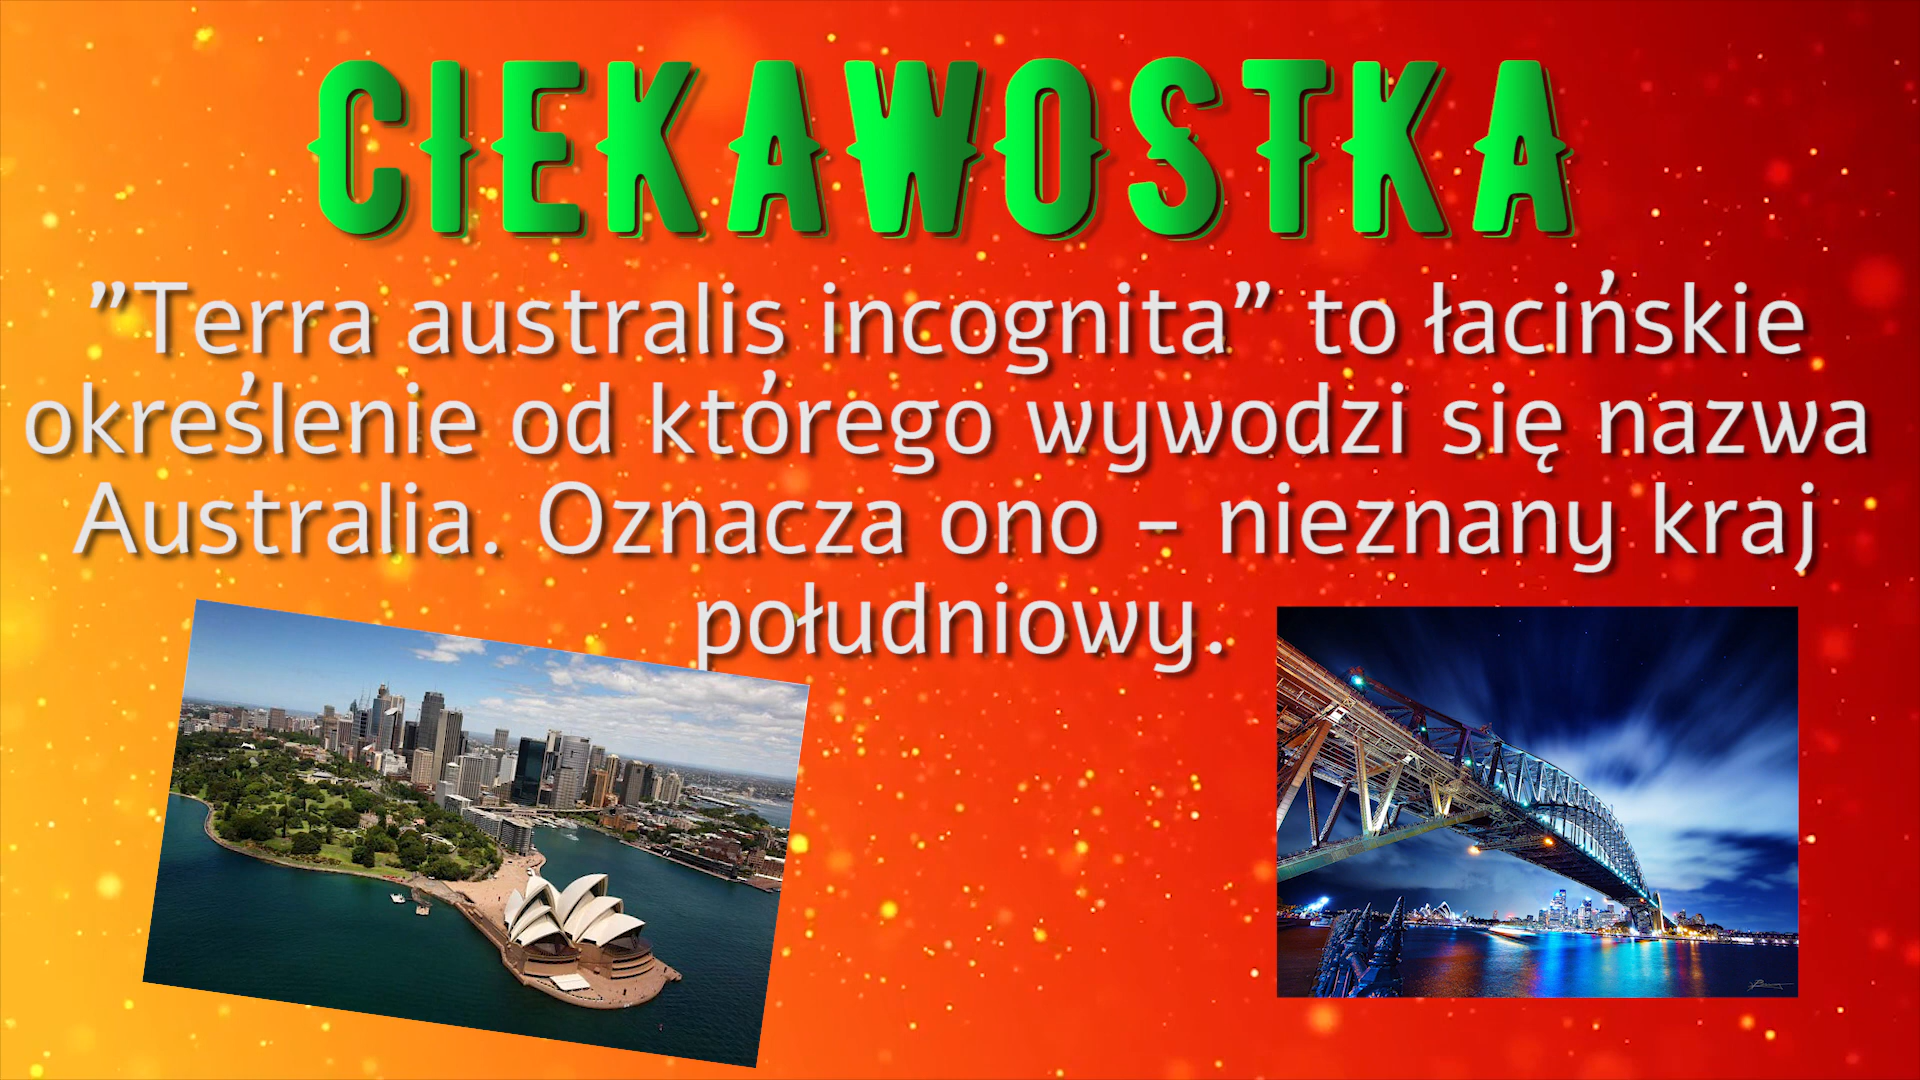 CIEKAWOSTKA
"Terra australis incognita" to łacińskie
określenie od którego wywodzi się nazwa
Australia. Oznacza ono - nieznany kraj
południowy.